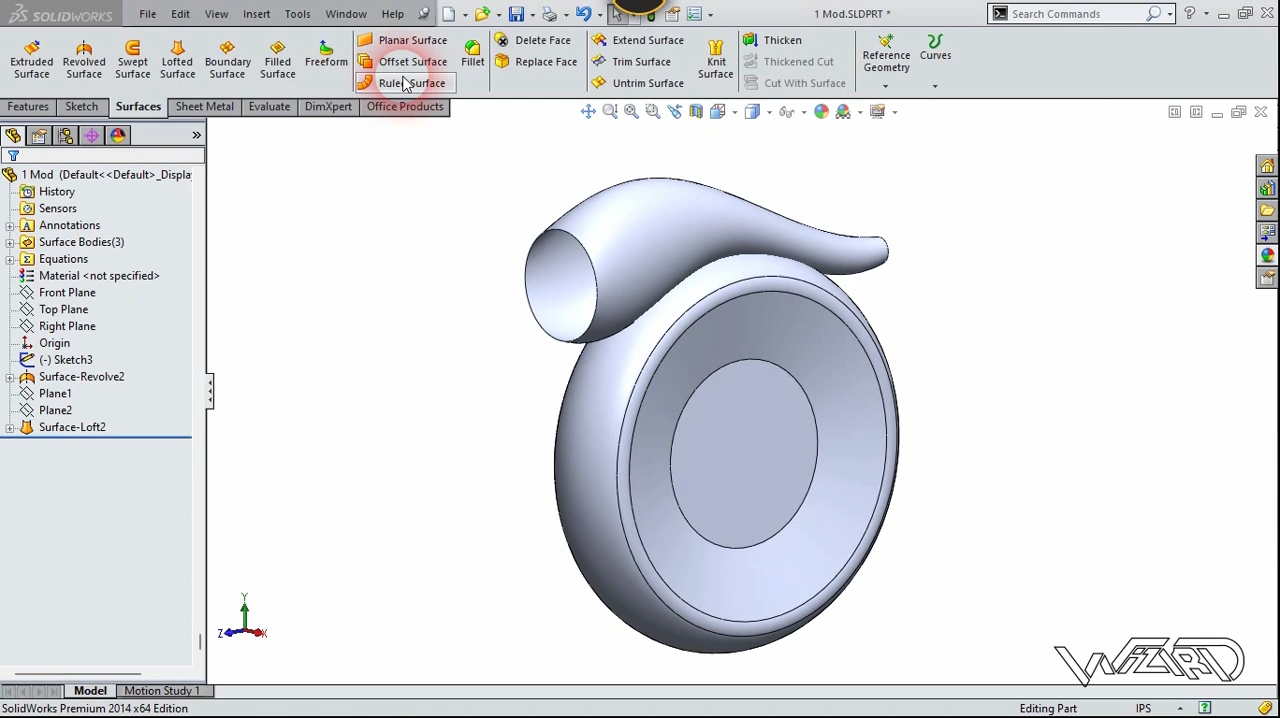 SOLIDWORKS
File Edit View Insert Tools Window Help
1 Mod.SLDPRT
Search Commands
Extruded Surface
Revolved Surface
Swept Surface
Lofted Surface
Boundary Surface
Filled Surface
Freeform
Planar Surface
Offset Surface
Ruled Surface
Fillet
Delete Face
Replace Face
Extend Surface
Trim Surface
Untrim Surface
Knit Surface
Thicken
Thickened Cut
Cut With Surface
Reference Geometry
Curves
Features Sketch Surfaces Sheet Metal Evaluate DimXpert Office Products
1 Mod (Default<<Default>_Display
History
Sensors
Annotations
Surface Bodies(3)
Equations
Material <not specified>
Front Plane
Top Plane
Right Plane
Origin
(-) Sketch3
Surface-Revolve2
Plane1
Plane2
Surface-Loft2
Y
Z
X
WIZARD
Model Motion Study 1
SolidWorks Premium 2014 x64 Edition
Editing Part
IPS